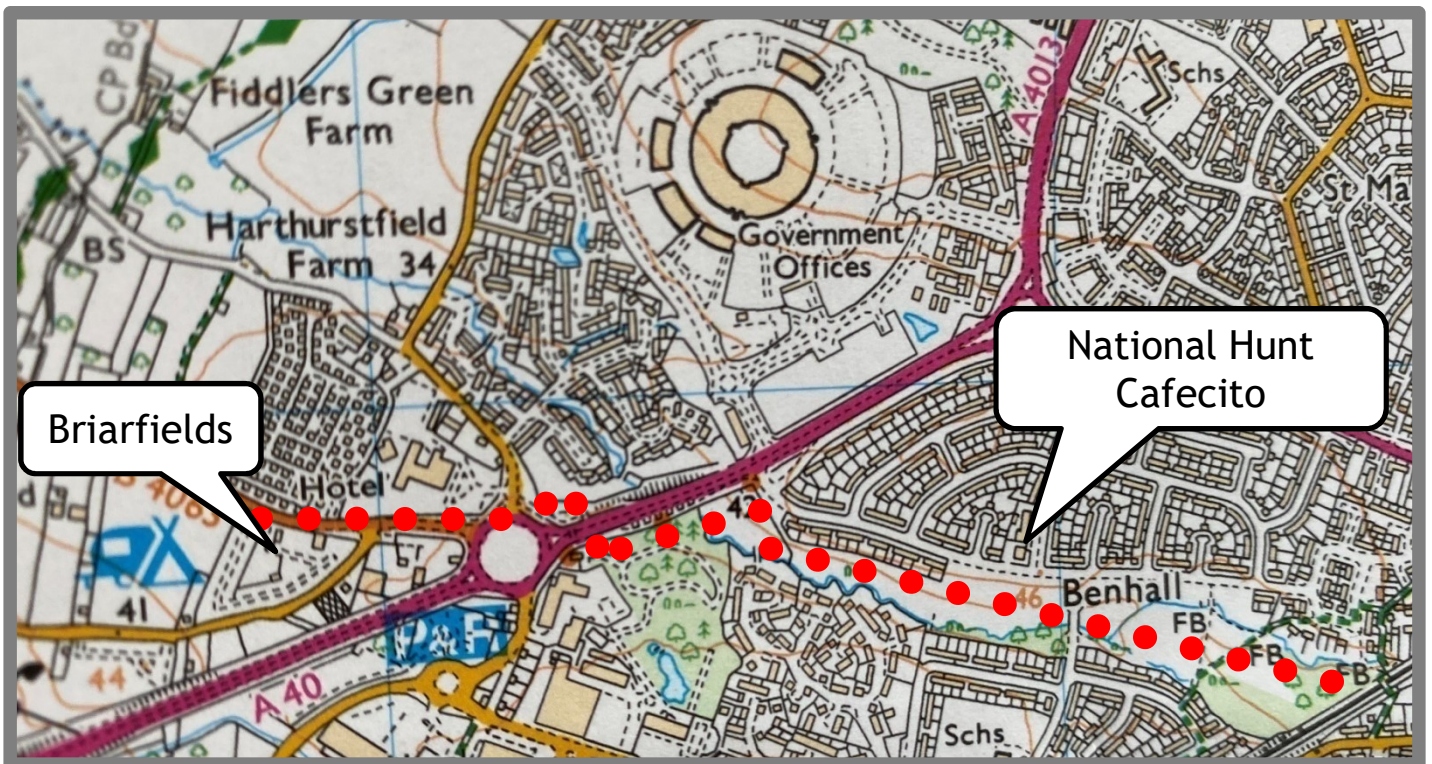 CP Bdy
Fiddlers Green
Farm
A 4013
Schs
St Ma
Harthurstfield
Farm 34
BS
Government
Offices
National Hunt
Cafecito
Briarfields
Hotel
B 4063
41
44
A 40
46
Benhall
FB
FB
FB
Schs